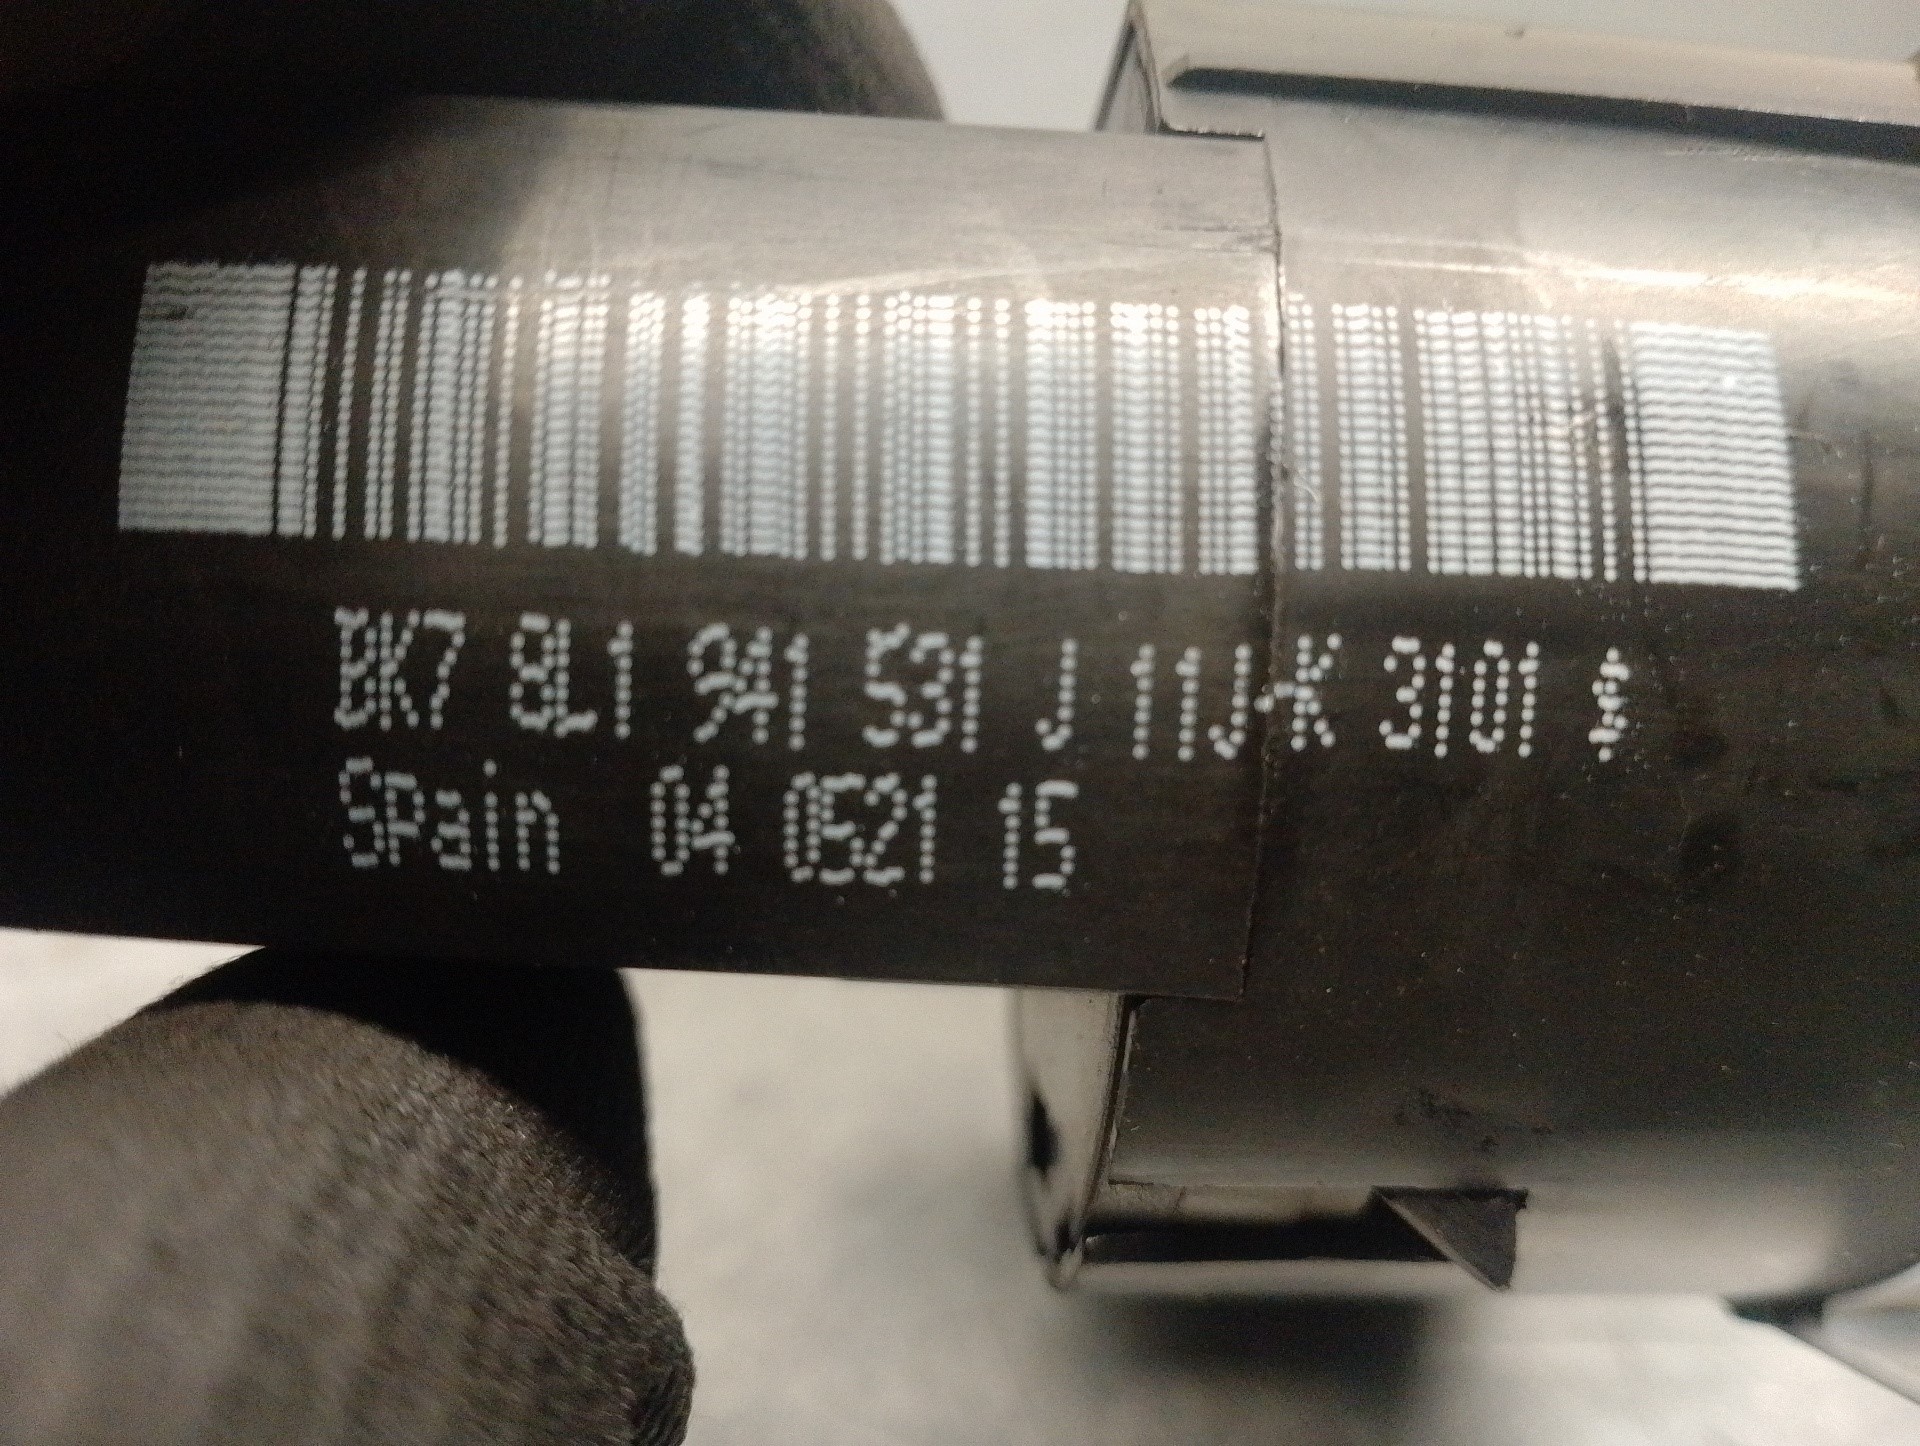 BK7 8L1 941 531 J 11J-K 3101 $
Spain 04 0521 15